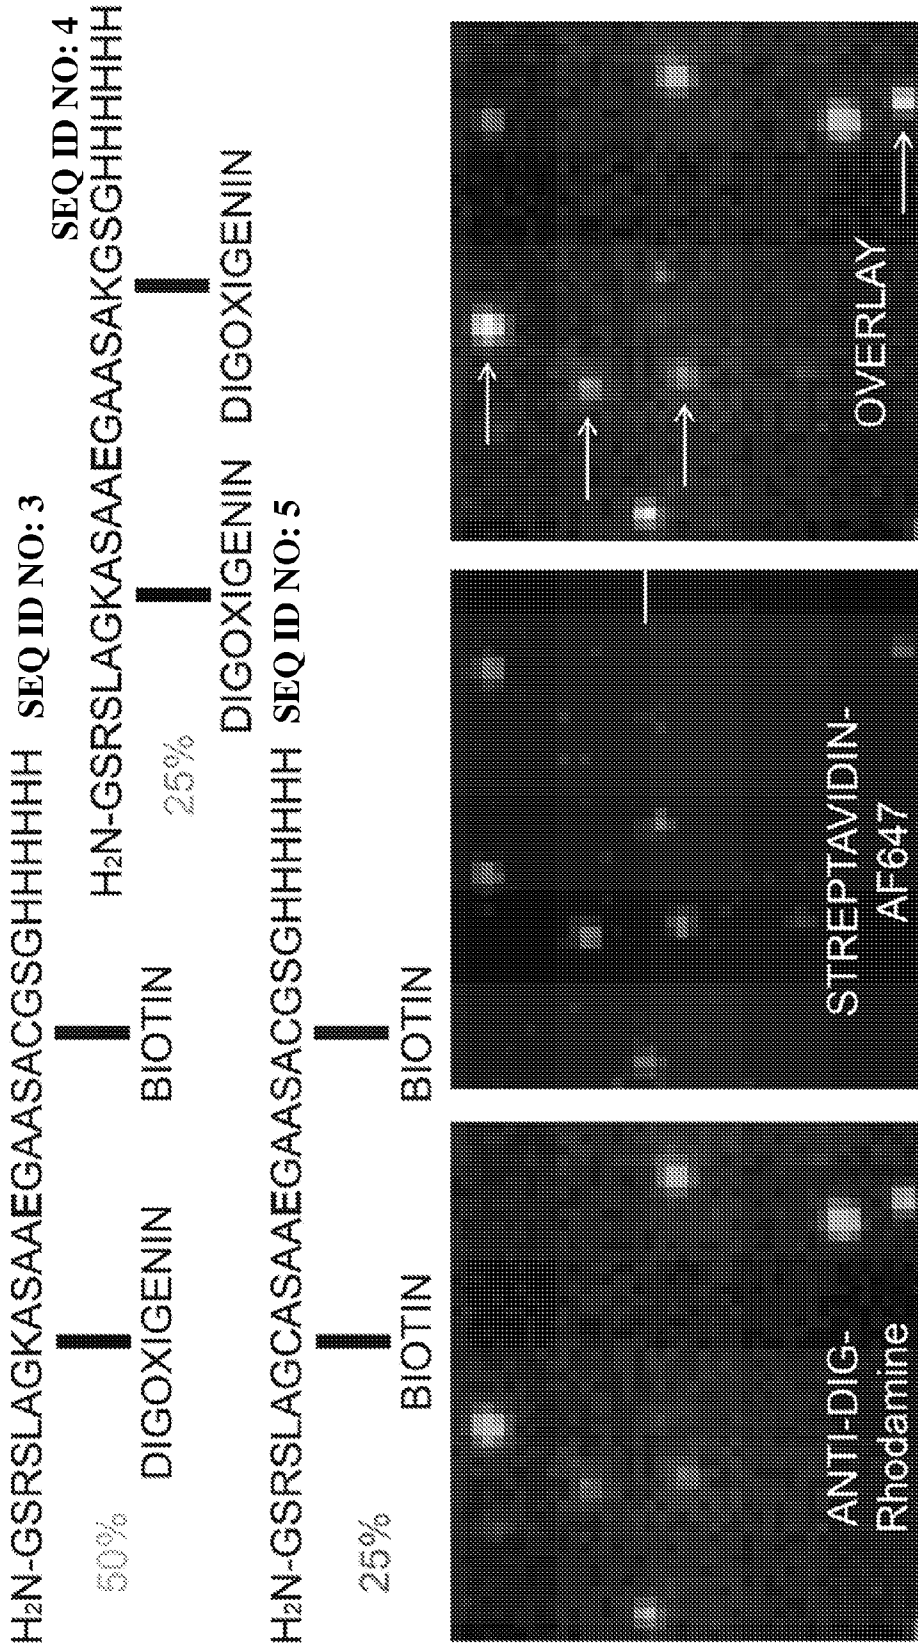 H₂N-GSRSLAGKASAAEGAASACGSGHHHHHH SEQ ID NO: 3
50%
DIGOXIGENIN BIOTIN
SEQ ID NO: 4
H₂N-GSRSLAGKASAAEGAASAKGSGHHHHHH
25%
DIGOXIGENIN DIGOXIGENIN
H₂N-GSRSLAGCASAAEGAASACGSGHHHHHH SEQ ID NO: 5
25%
BIOTIN BIOTIN
ANTI-DIG-
Rhodamine
STREPTAVIDIN-
AF647
OVERLAY